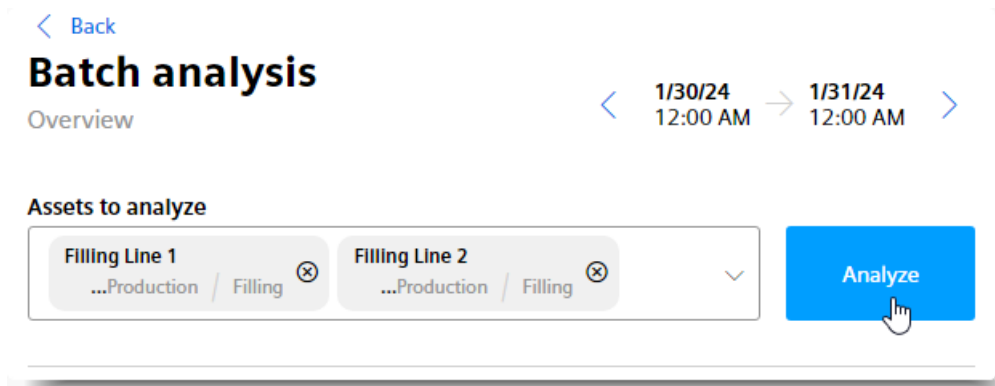 Back
Batch analysis
Overview
1/30/24
12:00 AM
1/31/24
12:00 AM
Assets to analyze
Filling Line 1
...Production / Filling
Filling Line 2
...Production / Filling
Analyze